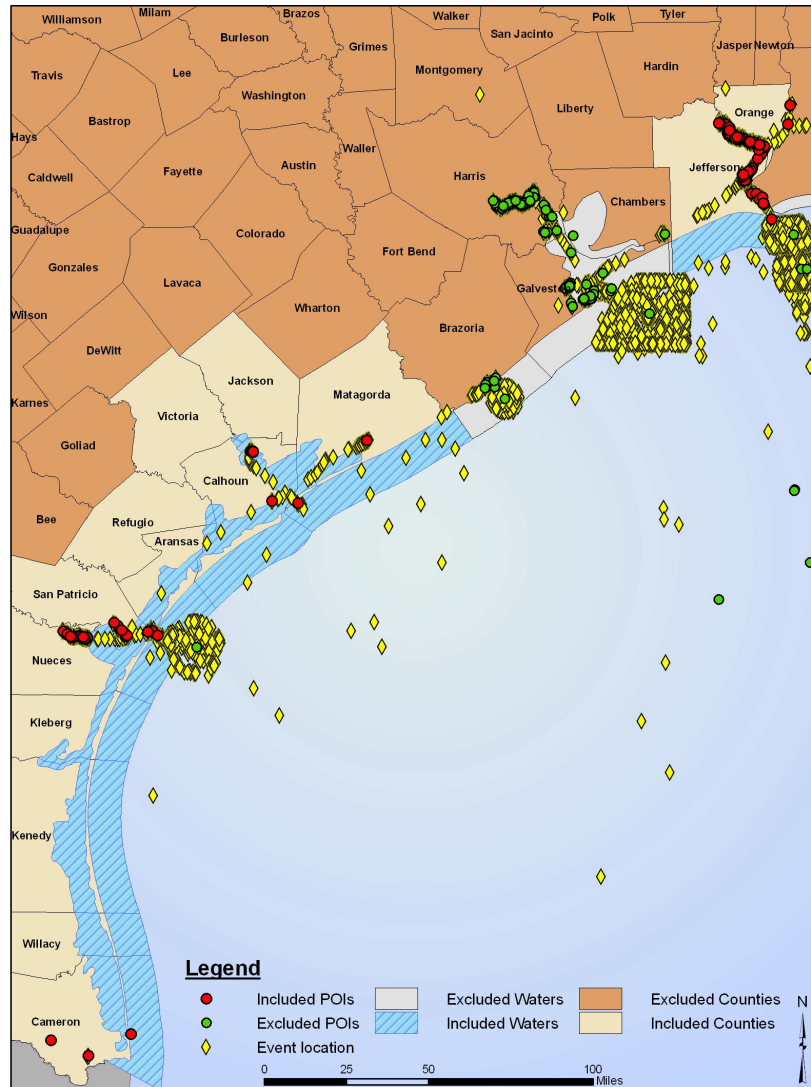 Williamson
Milam
Brazos
Walker
Polk
Tyler
Burleson
Grimes
San Jacinto
Jasper
Newton
Travis
Lee
Montgomery
Hardin
Washington
Liberty
Bastrop
Orange
Hays
Waller
Austin
Harris
Jefferson
Caldwell
Fayette
Chambers
Guadalupe
Colorado
Fort Bend
Gonzales
Lavaca
Galveston
Wharton
Wilson
Brazoria
DeWitt
Jackson
Karnes
Matagorda
Victoria
Goliad
Calhoun
Bee
Refugio
Aransas
San Patricio
Nueces
Kleberg
Kenedy
Willacy
Cameron
Legend
Included POIs
Excluded Waters
Excluded Counties
Excluded POIs
Included Waters
Included Counties
Event location
N
0 25 50 100
Miles